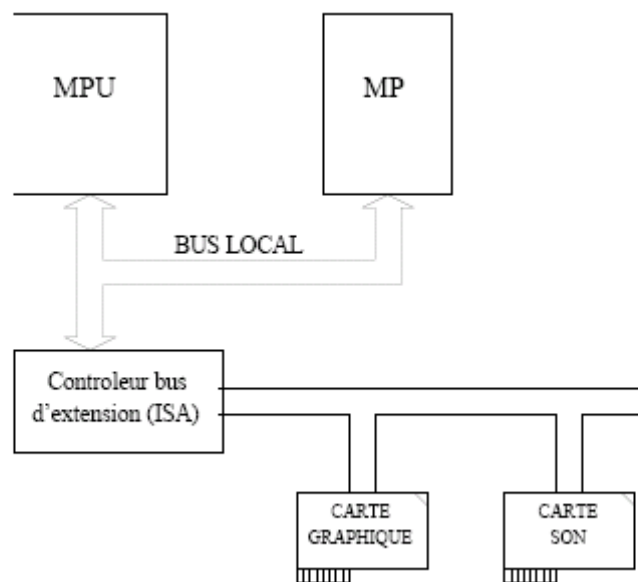 MPU
MP
BUS LOCAL
Controleur bus
d'extension (ISA)
CARTE
GRAPHIQUE
CARTE
SON